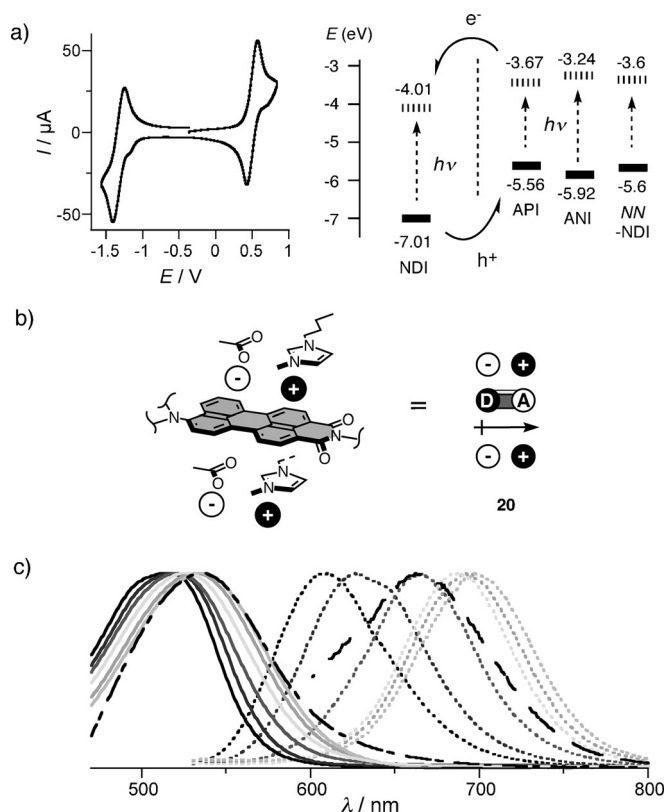 a)
50
0
-50
I / μA
-1.5 -1 -0.5 0 0.5 1
E / V
E (eV)
-3
-4
-5
-6
-7
e-
-4.01
hν
-7.01
NDI
h+
-3.67
-5.56
API
hν
-3.24
-5.92
ANI
-3.6
-5.6
NN
-NDI
b)
O
O
-
N
N
+
N
O
N
O
O
O
-
N
N
+
=
- +
D A
- +
20
c)
500 600 700 800
λ / nm